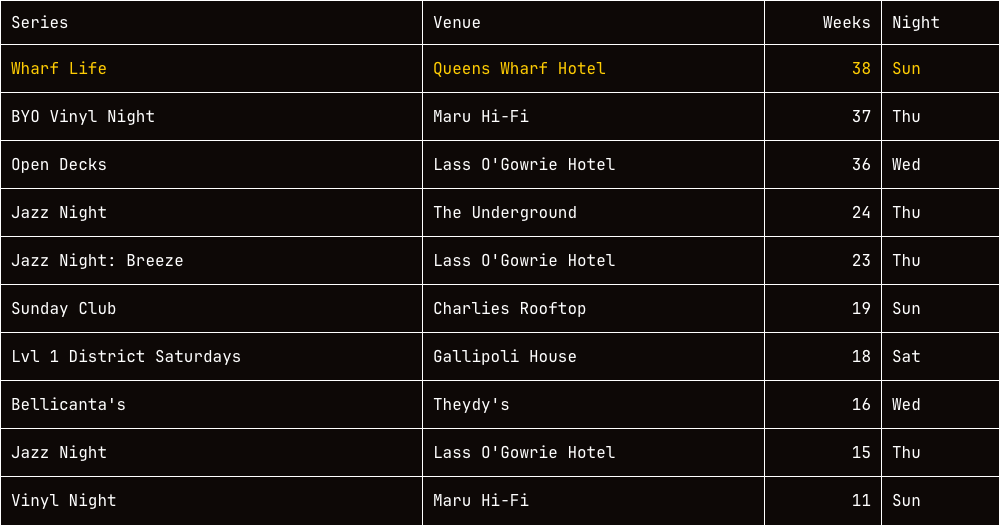 Series Venue Weeks Night
Wharf Life Queens Wharf Hotel 38 Sun
BYO Vinyl Night Maru Hi-Fi 37 Thu
Open Decks Lass O'Gowrie Hotel 36 Wed
Jazz Night The Underground 24 Thu
Jazz Night: Breeze Lass O'Gowrie Hotel 23 Thu
Sunday Club Charlies Rooftop 19 Sun
Lvl 1 District Saturdays Gallipoli House 18 Sat
Bellicanta's Theydy's 16 Wed
Jazz Night Lass O'Gowrie Hotel 15 Thu
Vinyl Night Maru Hi-Fi 11 Sun